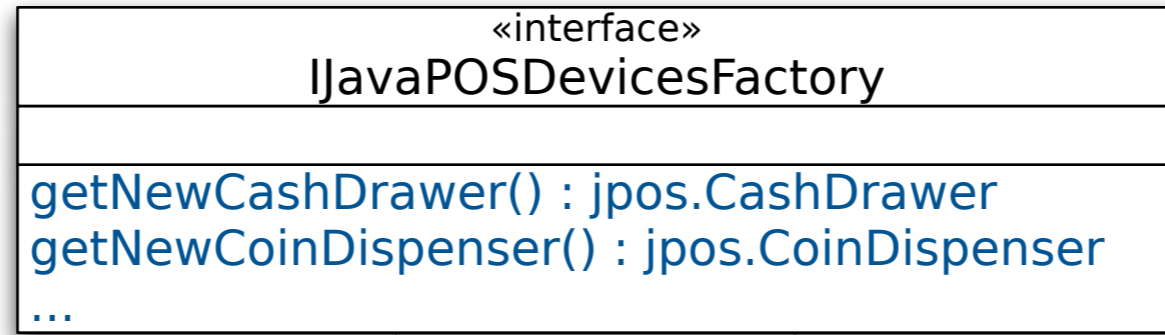 «interface»
IJavaPOSDevicesFactory
getNewCashDrawer() : jpos.CashDrawer
getNewCoinDispenser() : jpos.CoinDispenser
...